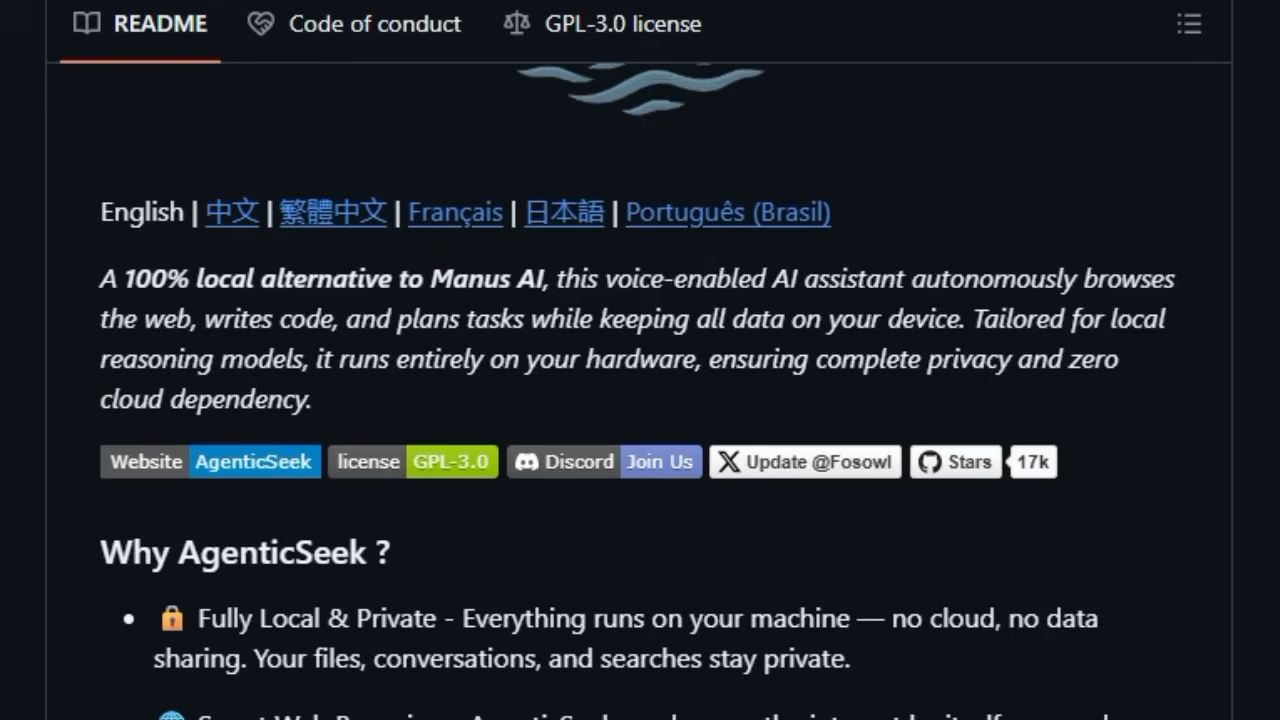 README Code of conduct GPL-3.0 license
English | 中文 | 繁體中文 | Français | 日本語 | Português (Brasil)
A 100% local alternative to Manus AI, this voice-enabled AI assistant autonomously browses
the web, writes code, and plans tasks while keeping all data on your device. Tailored for local
reasoning models, it runs entirely on your hardware, ensuring complete privacy and zero
cloud dependency.
Website AgenticSeek license GPL-3.0 Discord Join Us Update @Fosowl Stars 17k
Why AgenticSeek ?
• Fully Local & Private - Everything runs on your machine — no cloud, no data
sharing. Your files, conversations, and searches stay private.